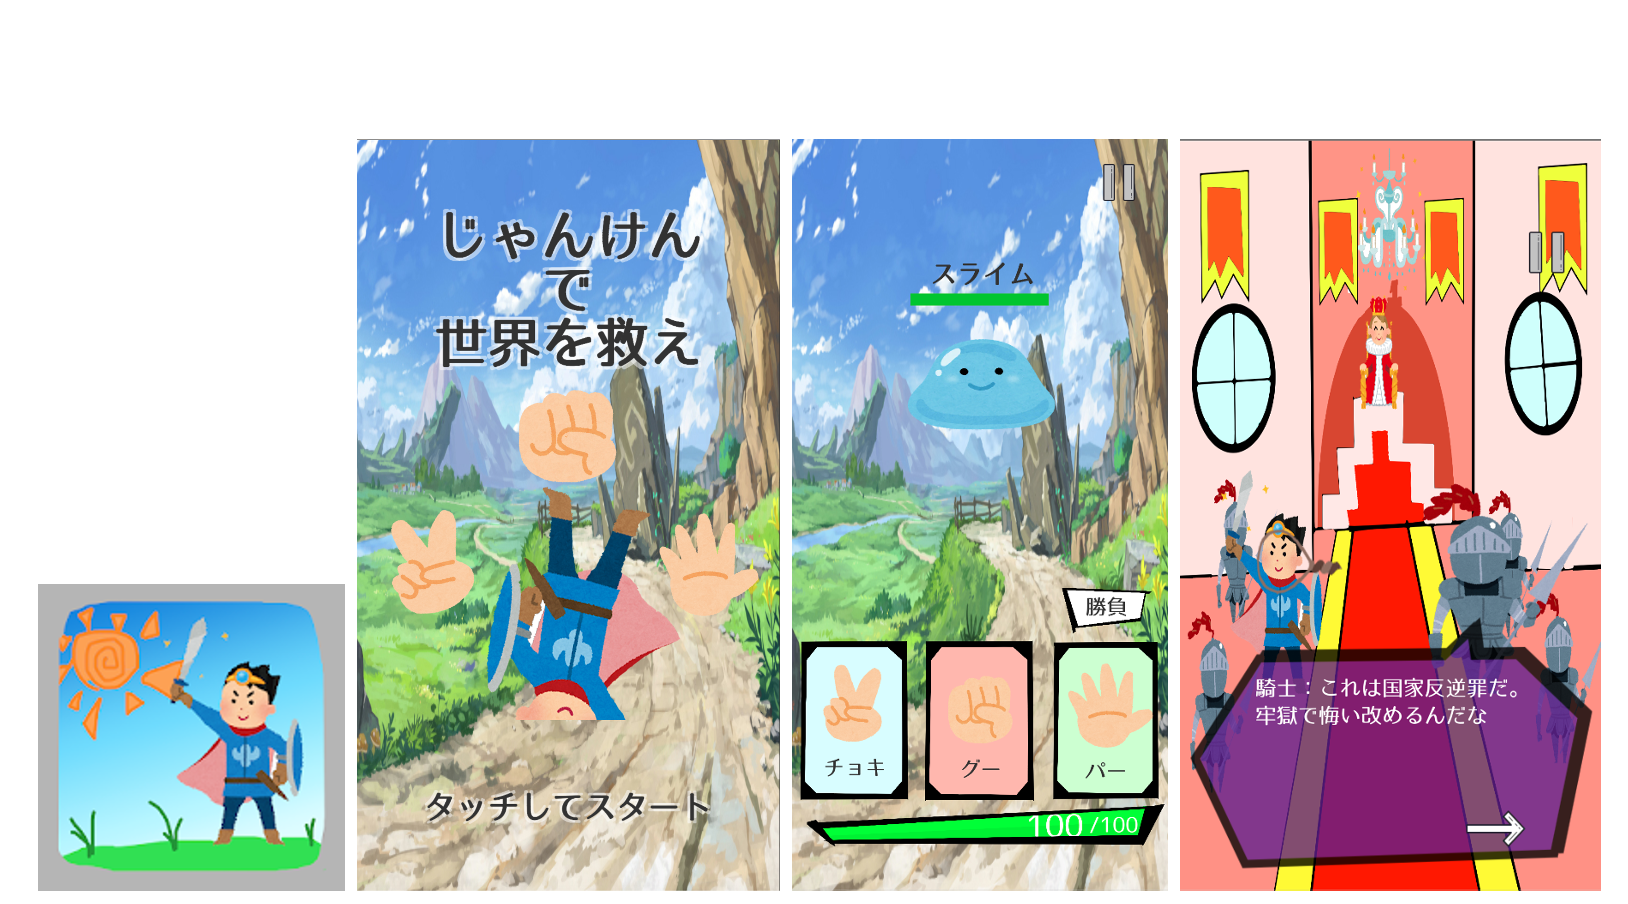 じゃんけん
で
世界を救え
タッチしてスタート
スライム
勝負
チョキ
グー
パー
100/100
騎士：これは国家反逆罪だ。
牢獄で悔い改めるんだな